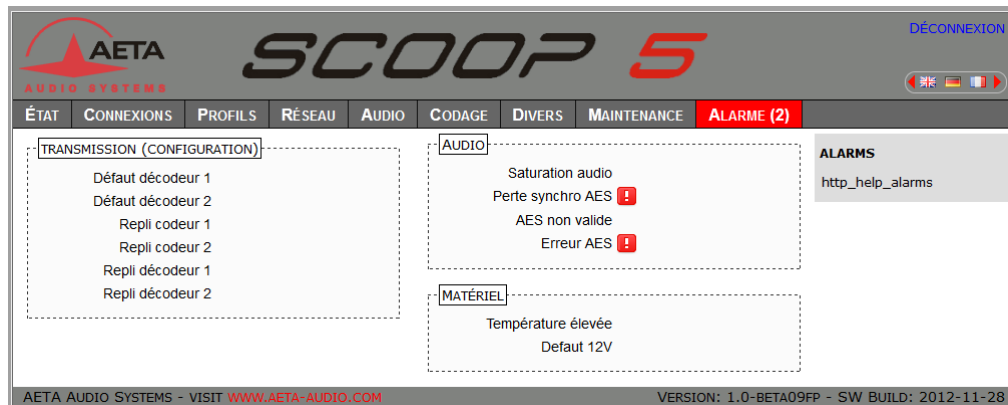 DÉCONNEXION
AETA
AUDIO SYSTEMS
SCOOP 5
ÉTAT CONNEXIONS PROFILS RÉSEAU AUDIO CODAGE DIVERS MAINTENANCE ALARME (2)
TRANSMISSION (CONFIGURATION)
Défaut décodeur 1
Défaut décodeur 2
Repli codeur 1
Repli codeur 2
Repli décodeur 1
Repli décodeur 2
AUDIO
Saturation audio
Perte synchro AES !
AES non valide
Erreur AES !
MATÉRIEL
Température élevée
Defaut 12V
ALARMS
http_help_alarms
AETA AUDIO SYSTEMS - VISIT WWW.AETA-AUDIO.COM
VERSION: 1.0-BETA09FP - SW BUILD: 2012-11-28